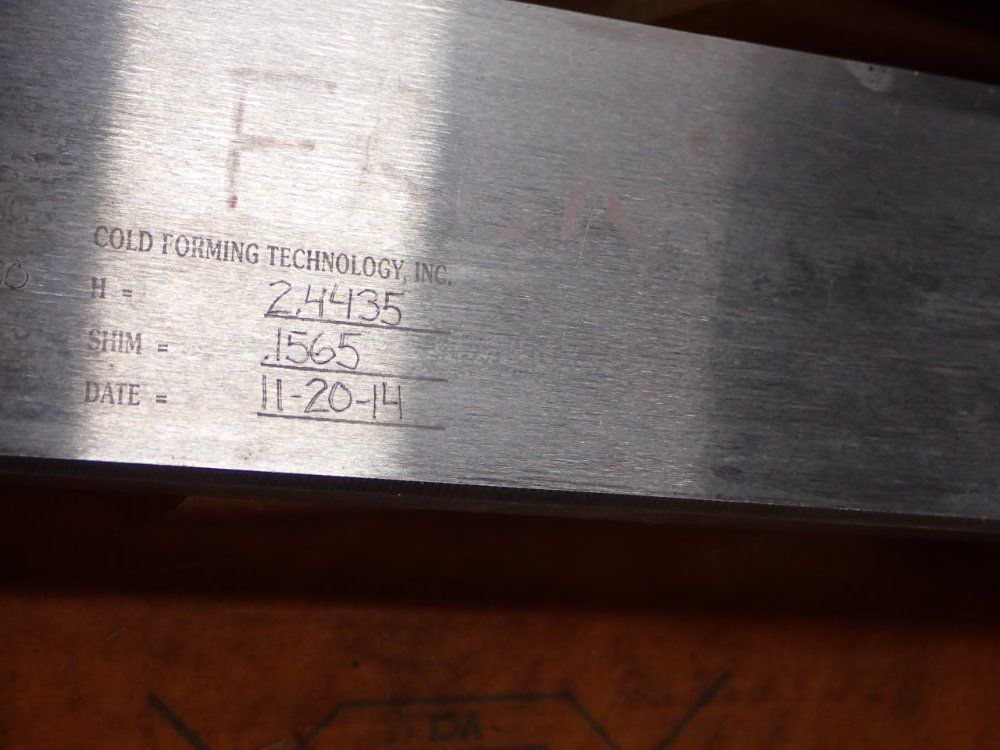 COLD FORMING TECHNOLOGY, INC.
H = 2.4435
SHIM = .1565
DATE = 11-20-14